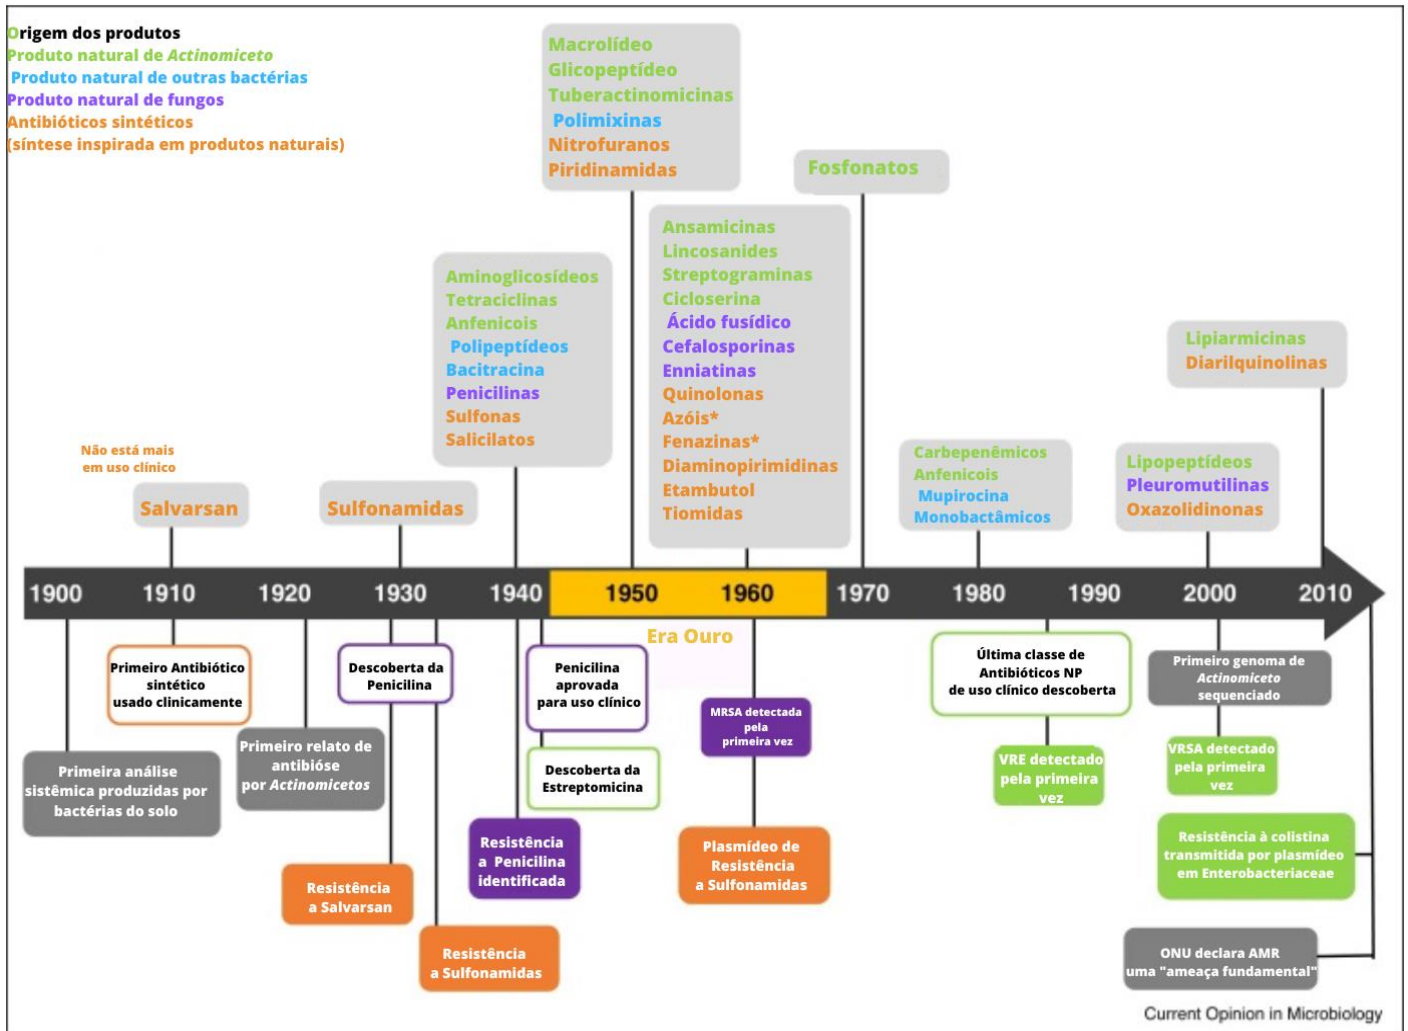 Origem dos produtos
Produto natural de Actinomiceto
Produto natural de outras bactérias
Produto natural de fungos
Antibióticos sintéticos
(síntese inspirada em produtos naturais)
Macrolídeo
Glicopeptídeo
Tuberactinomicinas
Polimixinas
Nitrofuranos
Piridinamidas
Fosfonatos
Ansamicinas
Lincosanides
Streptograminas
Cicloserina
Ácido fusídico
Cefalosporinas
Enniatinas
Quinolonas
Azóis*
Fenazinas*
Diaminopirimidinas
Etambutol
Tiomidas
Aminoglicosídeos
Tetraciclinas
Anfenicois
Polipeptídeos
Bacitracina
Penicilinas
Sulfonas
Salicilatos
Lipiarmicinas
Diarilquinolinas
Não está mais
em uso clínico
Salvarsan
Sulfonamidas
Carbepenêmicos
Anfenicois
Mupirocina
Monobactâmicos
Lipopeptídeos
Pleuromutilinas
Oxazolidinonas
1900 1910 1920 1930 1940 1950 1960 1970 1980 1990 2000 2010
Era Ouro
Primeiro Antibiótico
sintético
usado clinicamente
Descoberta da
Penicilina
Penicilina
aprovada
para uso clínico
Última classe de
Antibióticos NP
de uso clínico descoberta
Primeiro genoma de
Actinomiceto
sequenciado
MRSA detectada
pela
primeira vez
Primeira análise
sistêmica produzidas por
bactérias do solo
Primeiro relato de
antibióse
por Actinomicetos
Descoberta da
Estreptomicina
VRE detectado
pela primeira
vez
VRSA detectado
pela primeira
vez
Resistência
a Penicilina
identificada
Plasmídeo de
Resistência
a Sulfonamidas
Resistência à colistina
transmitida por plasmídeo
em Enterobacteriaceae
Resistência
a Salvarsan
Resistência
a Sulfonamidas
ONU declara AMR
uma "ameaça fundamental"
Current Opinion in Microbiology